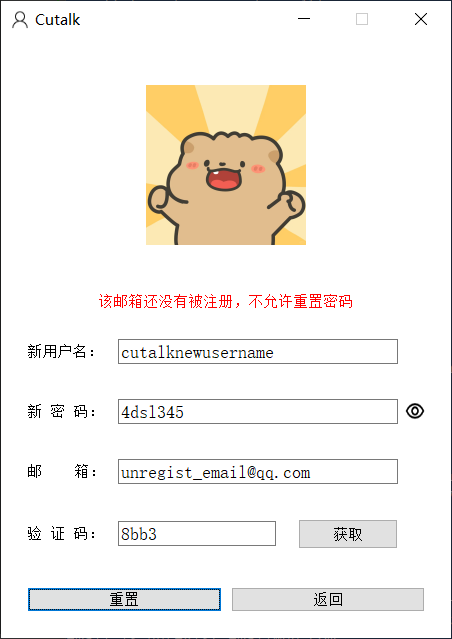 Cutalk
该邮箱还没有被注册，不允许重置密码
新用户名： cutalknewusername
新 密 码： 4dsl345
邮 箱： unregist_email@qq.com
验 证 码： 8bb3 获取
重置 返回